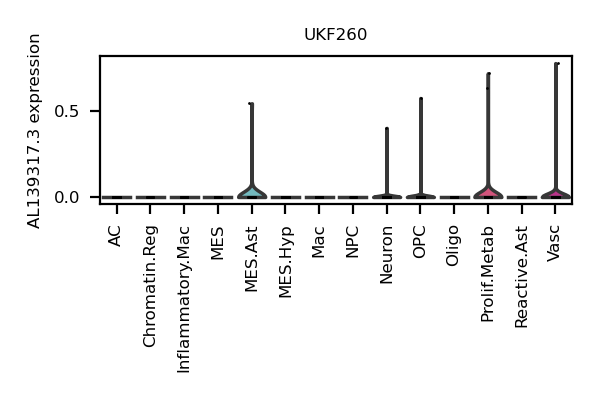 UKF260
AL139317.3 expression
0.5
0.0
AC
Chromatin.Reg
Inflammatory.Mac
MES
MES.Ast
MES.Hyp
Mac
NPC
Neuron
OPC
Oligo
Prolif.Metab
Reactive.Ast
Vasc